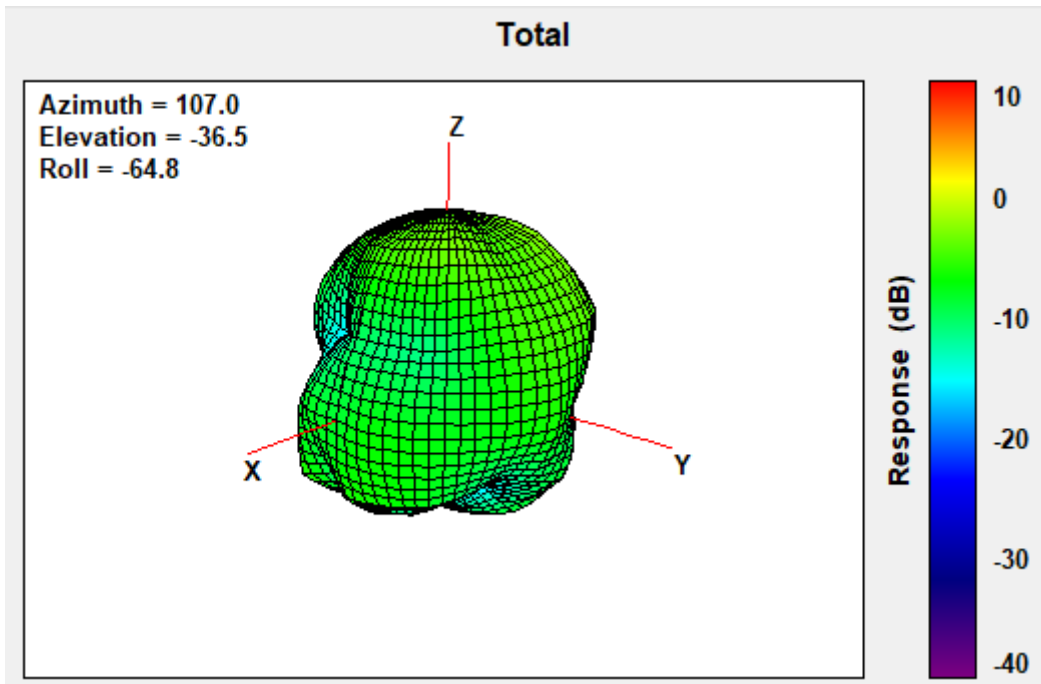 Total
Azimuth = 107.0
Elevation = -36.5
Roll = -64.8
Z
X
Y
10
0
-10
-20
-30
-40
Response (dB)